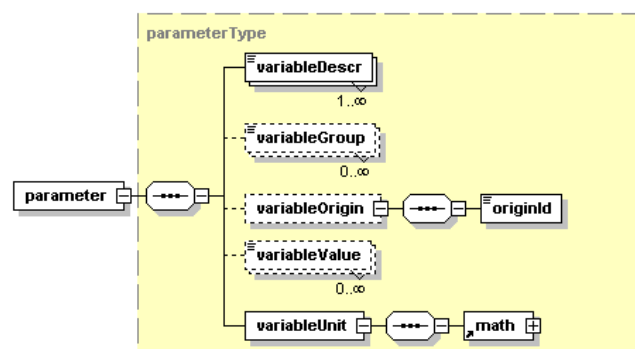 parameterType
variableDescr
1..∞
variableGroup
0..∞
parameter
variableOrigin
originId
variableValue
0..∞
variableUnit
math